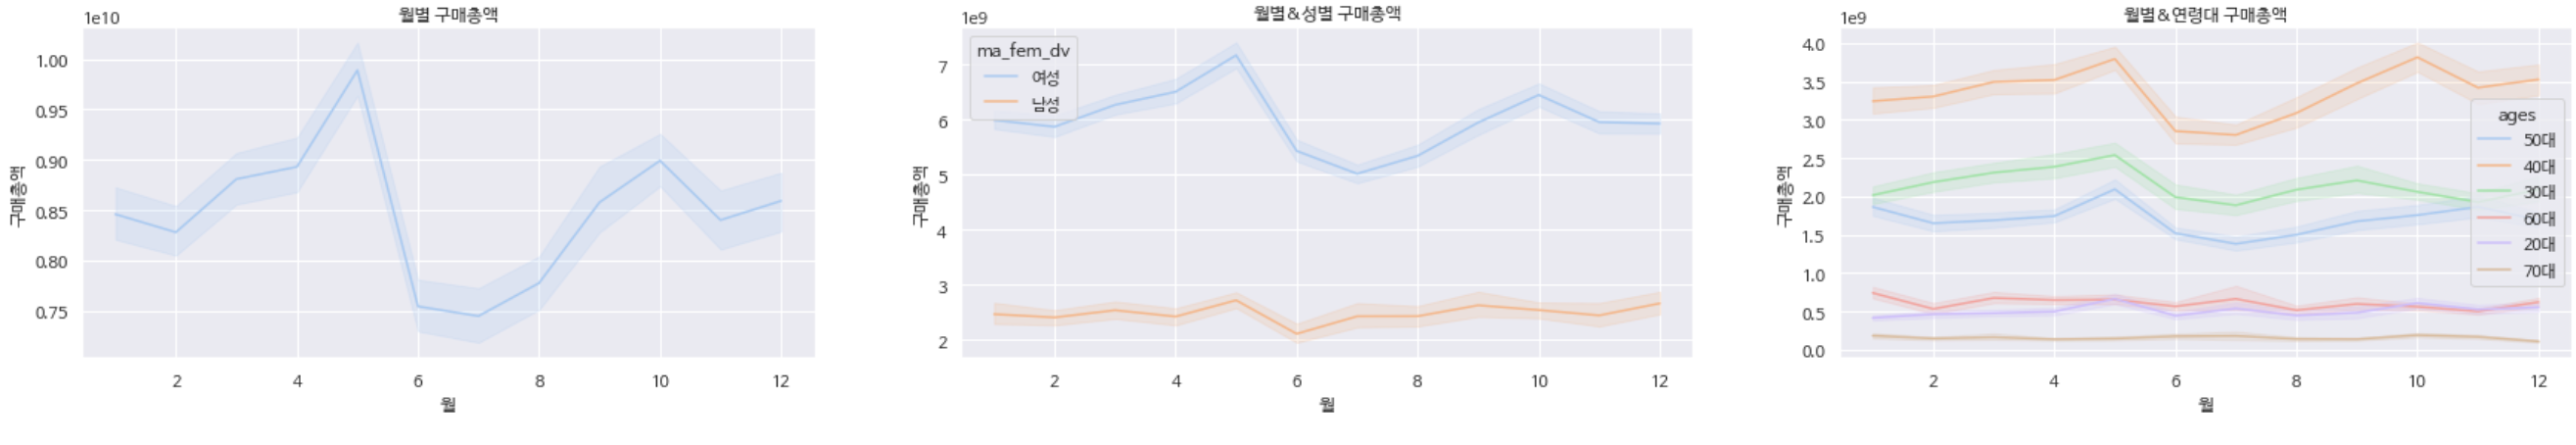 월별 구매총액
1e10
1.00
0.95
0.90
0.85
0.80
0.75
구매총액
2 4 6 8 10 12
월
월별&성별 구매총액
1e9
ma_fem_dv
여성
남성
7
6
5
4
3
2
구매총액
2 4 6 8 10 12
월
월별&연령대 구매총액
1e9
4.0
3.5
3.0
2.5
2.0
1.5
1.0
0.5
0.0
구매총액
ages
50대
40대
30대
60대
20대
70대
2 4 6 8 10 12
월